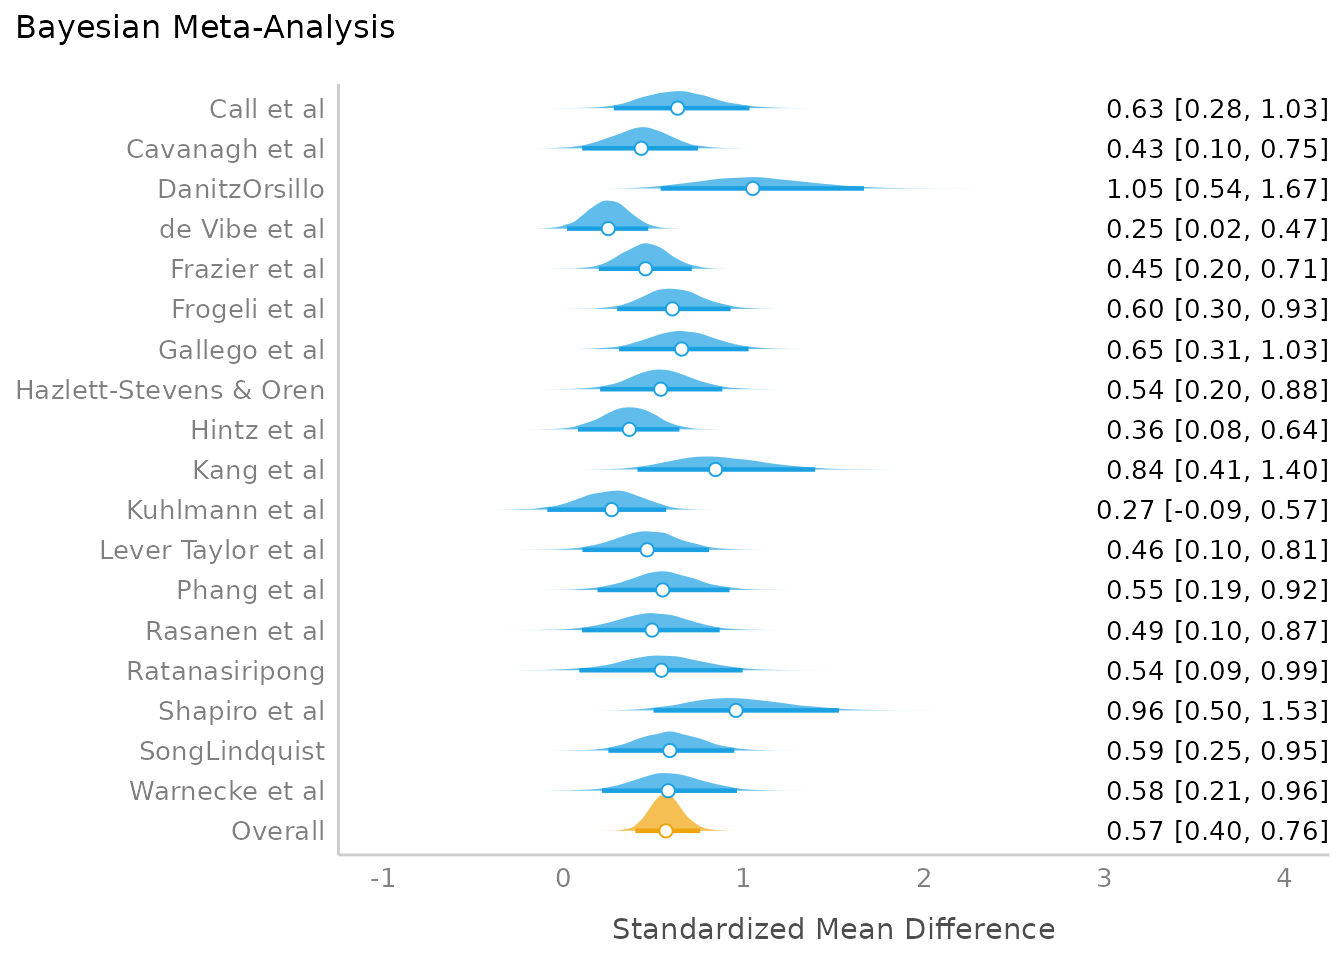 Bayesian Meta-Analysis
Call et al 0.63 [0.28, 1.03]
Cavanagh et al 0.43 [0.10, 0.75]
DanitzOrsillo 1.05 [0.54, 1.67]
de Vibe et al 0.25 [0.02, 0.47]
Frazier et al 0.45 [0.20, 0.71]
Frogeli et al 0.60 [0.30, 0.93]
Gallego et al 0.65 [0.31, 1.03]
Hazlett-Stevens & Oren 0.54 [0.20, 0.88]
Hintz et al 0.36 [0.08, 0.64]
Kang et al 0.84 [0.41, 1.40]
Kuhlmann et al 0.27 [-0.09, 0.57]
Lever Taylor et al 0.46 [0.10, 0.81]
Phang et al 0.55 [0.19, 0.92]
Rasanen et al 0.49 [0.10, 0.87]
Ratanasiripong 0.54 [0.09, 0.99]
Shapiro et al 0.96 [0.50, 1.53]
SongLindquist 0.59 [0.25, 0.95]
Warnecke et al 0.58 [0.21, 0.96]
Overall 0.57 [0.40, 0.76]
-1 0 1 2 3 4
Standardized Mean Difference